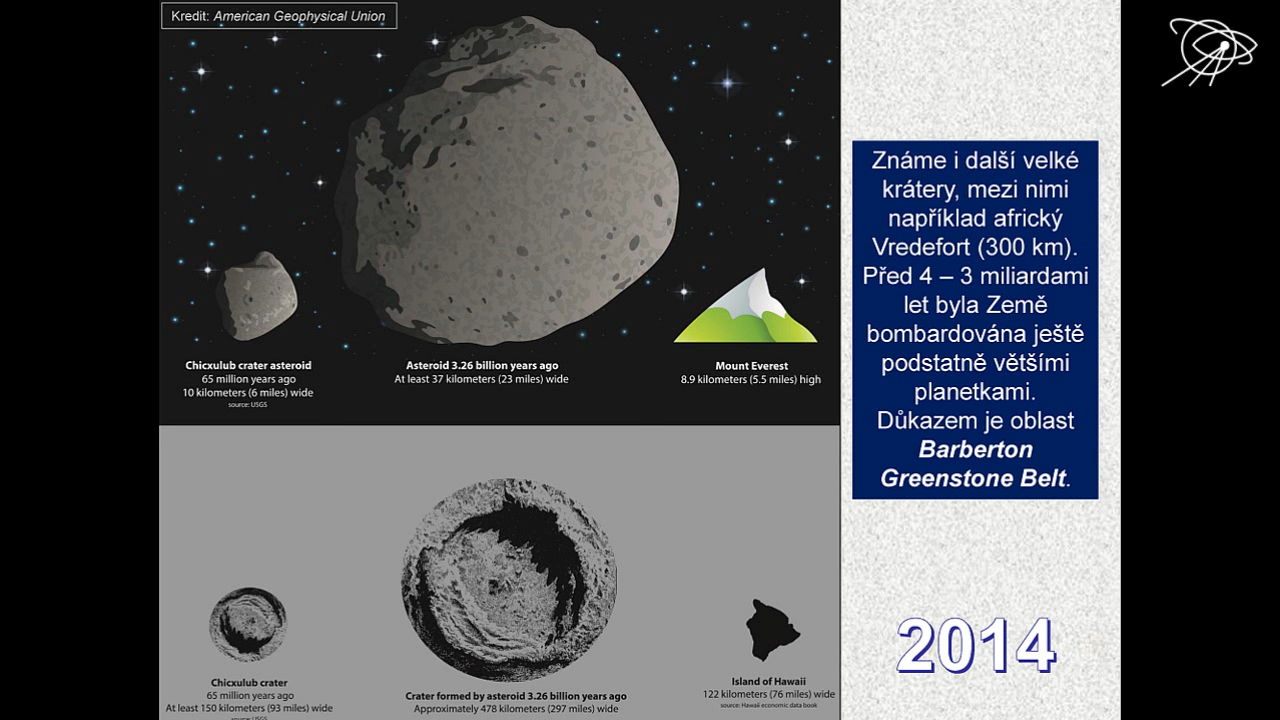 Kredit: American Geophysical Union
Chicxulub crater asteroid
65 million years ago
10 kilometers (6 miles) wide
source: USGS
Asteroid 3.26 billion years ago
At least 37 kilometers (23 miles) wide
Mount Everest
8.9 kilometers (5.5 miles) high
Chicxulub crater
65 million years ago
At least 150 kilometers (93 miles) wide
source: USGS
Crater formed by asteroid 3.26 billion years ago
Approximately 478 kilometers (297 miles) wide
Island of Hawaii
122 kilometers (76 miles) wide
source: Hawaii economic data book
Známe i další velké
krátery, mezi nimi
například africký
Vredefort (300 km).
Před 4 – 3 miliardami
let byla Země
bombardována ještě
podstatně většími
planetkami.
Důkazem je oblast
Barberton
Greenstone Belt.
2014